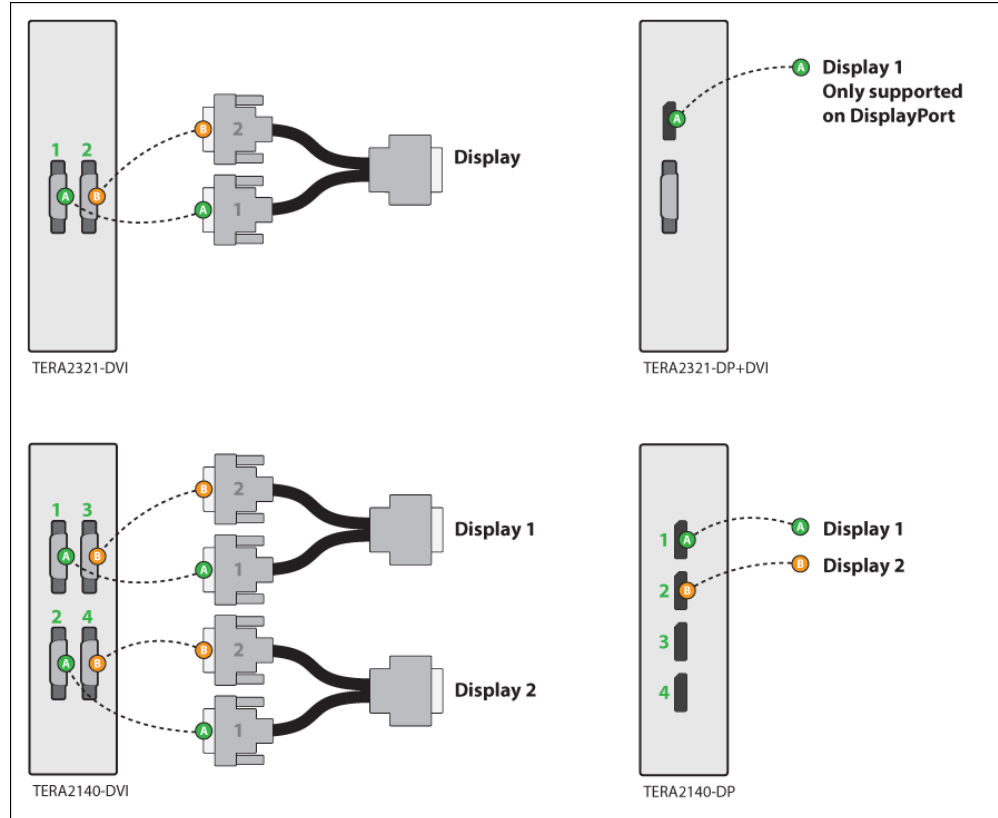 1 2
A
B
B
2
A
1
Display
TERA2321-DVI
A
A
Display 1
Only supported
on DisplayPort
TERA2321-DP+DVI
1 3
A
B
2 4
A
B
B
2
A
1
Display 1
B
2
A
1
Display 2
TERA2140-DVI
1
A
2
B
3
4
A
Display 1
B
Display 2
TERA2140-DP